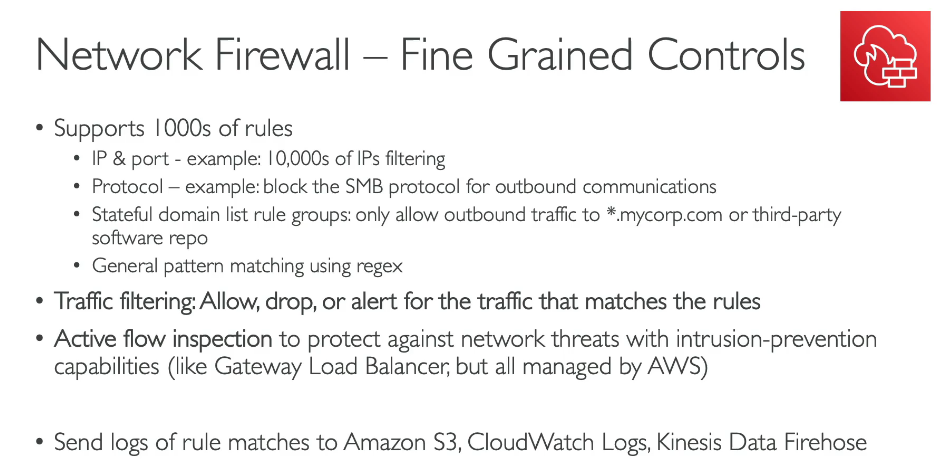 Network Firewall – Fine Grained Controls
• Supports 1000s of rules
• IP & port - example: 10,000s of IPs filtering
• Protocol – example: block the SMB protocol for outbound communications
• Stateful domain list rule groups: only allow outbound traffic to *.mycorp.com or third-party
software repo
• General pattern matching using regex
• Traffic filtering: Allow, drop, or alert for the traffic that matches the rules
• Active flow inspection to protect against network threats with intrusion-prevention
capabilities (like Gateway Load Balancer, but all managed by AWS)
• Send logs of rule matches to Amazon S3, CloudWatch Logs, Kinesis Data Firehose